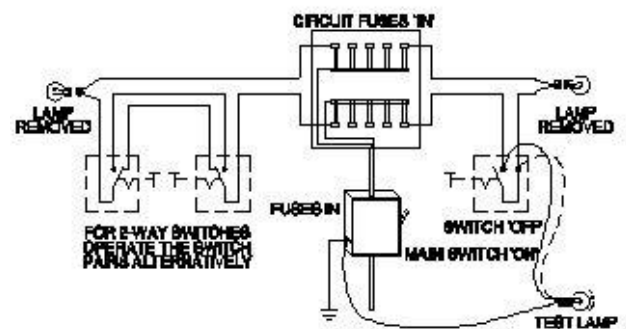 CIRCUIT FUSES 'IN'
LAMP
REMOVED
LAMP
REMOVED
FUSES IN
SWITCH 'OFF'
FOR 2-WAY SWITCHES
OPERATE THE SWITCH
PAIRS ALTERNATIVELY
MAIN SWITCH 'ON'
TEST LAMP